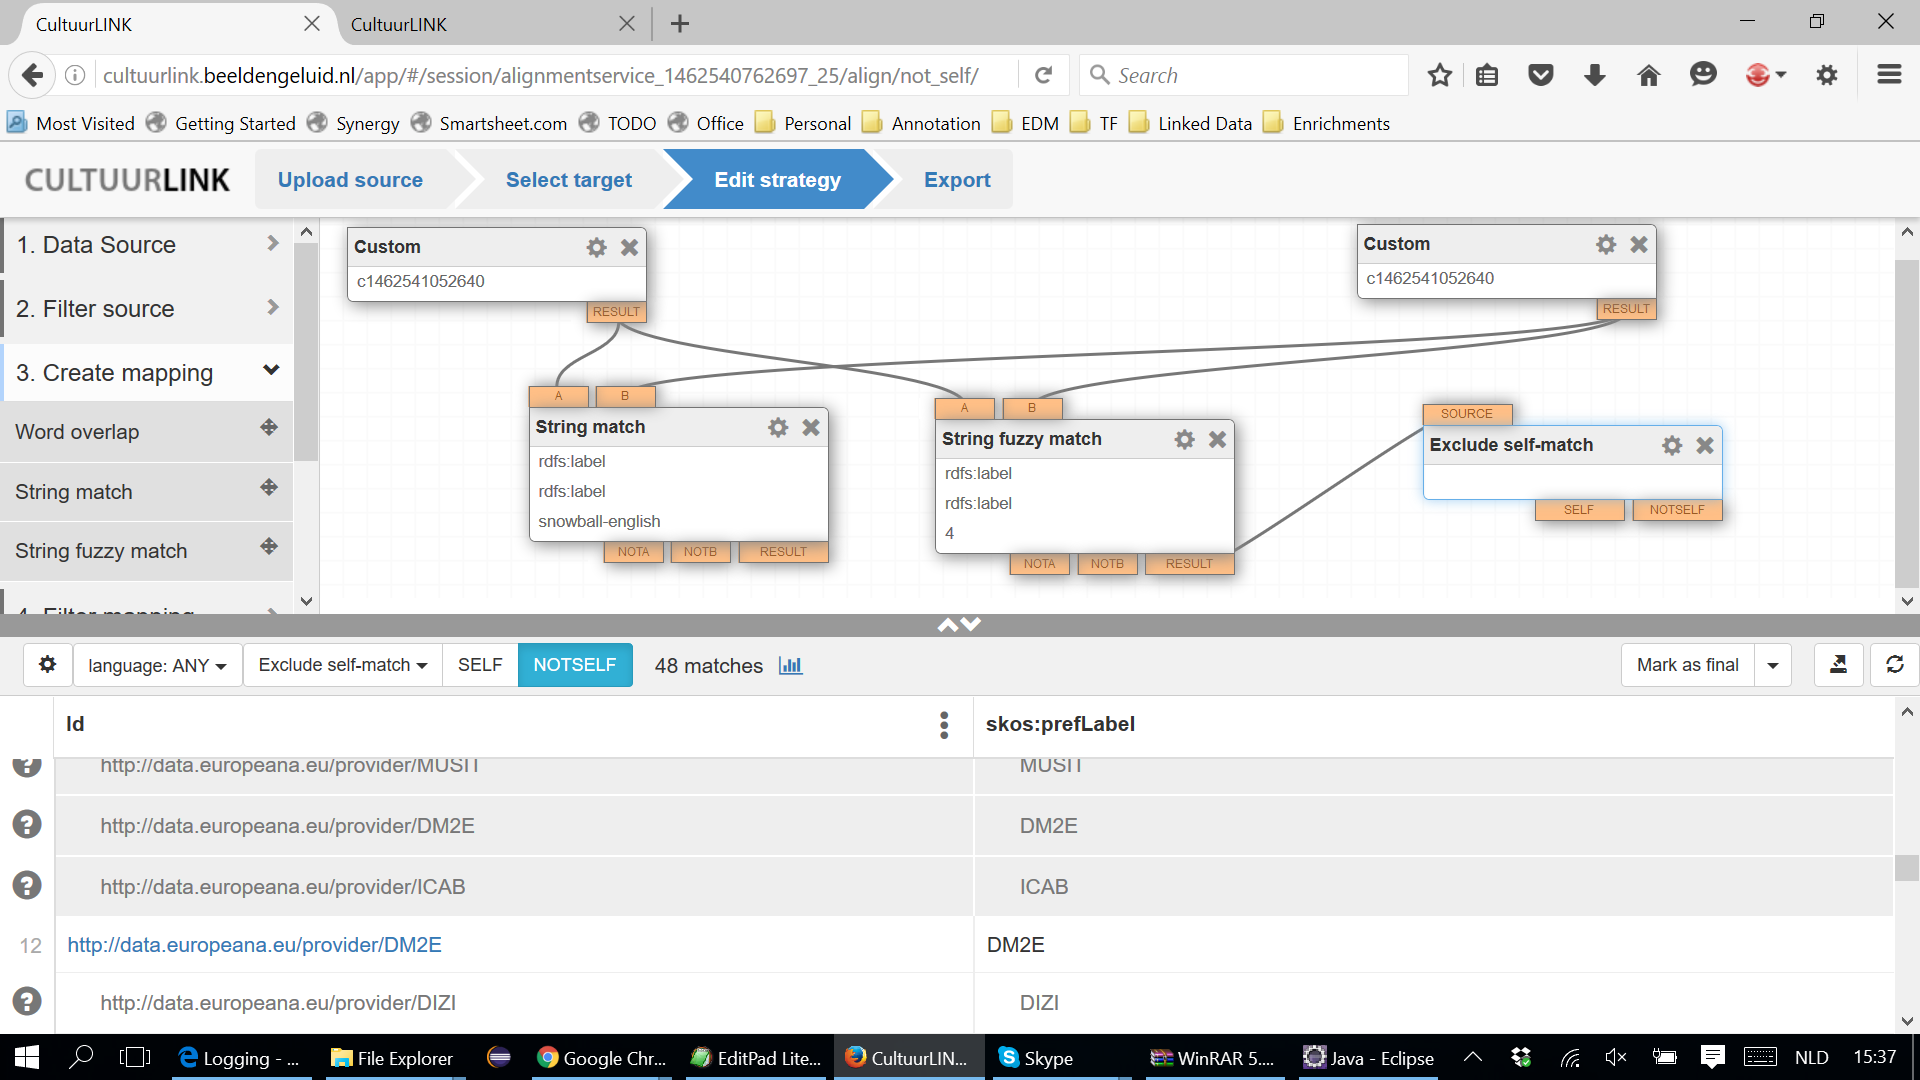 CultuurLINK
CultuurLINK
cultuurlink.beeldengeluid.nl/app/#/session/alignmentservice_1462540762697_25/align/not_self/
Search
Most Visited Getting Started Synergy Smartsheet.com TODO Office Personal Annotation EDM TF Linked Data Enrichments
CULTUURLINK
Upload source
Select target
Edit strategy
Export
1. Data Source
2. Filter source
3. Create mapping
Word overlap
String match
String fuzzy match
4. Filter mapping
Custom
c1462541052640
RESULT
Custom
c1462541052640
RESULT
A B
String match
rdfs:label
rdfs:label
snowball-english
NOTA NOTB RESULT
A B
String fuzzy match
rdfs:label
rdfs:label
4
NOTA NOTB RESULT
SOURCE
Exclude self-match
SELF NOTSELF
language: ANY Exclude self-match SELF NOTSELF 48 matches Mark as final
Id skos:prefLabel
http://data.europeana.eu/provider/MUSIT MUSIT
http://data.europeana.eu/provider/DM2E DM2E
http://data.europeana.eu/provider/ICAB ICAB
12 http://data.europeana.eu/provider/DM2E DM2E
http://data.europeana.eu/provider/DIZI DIZI
Logging - ... File Explorer Google Chr... EditPad Lite... CultuurLIN... Skype WinRAR 5.... Java - Eclipse NLD 15:37